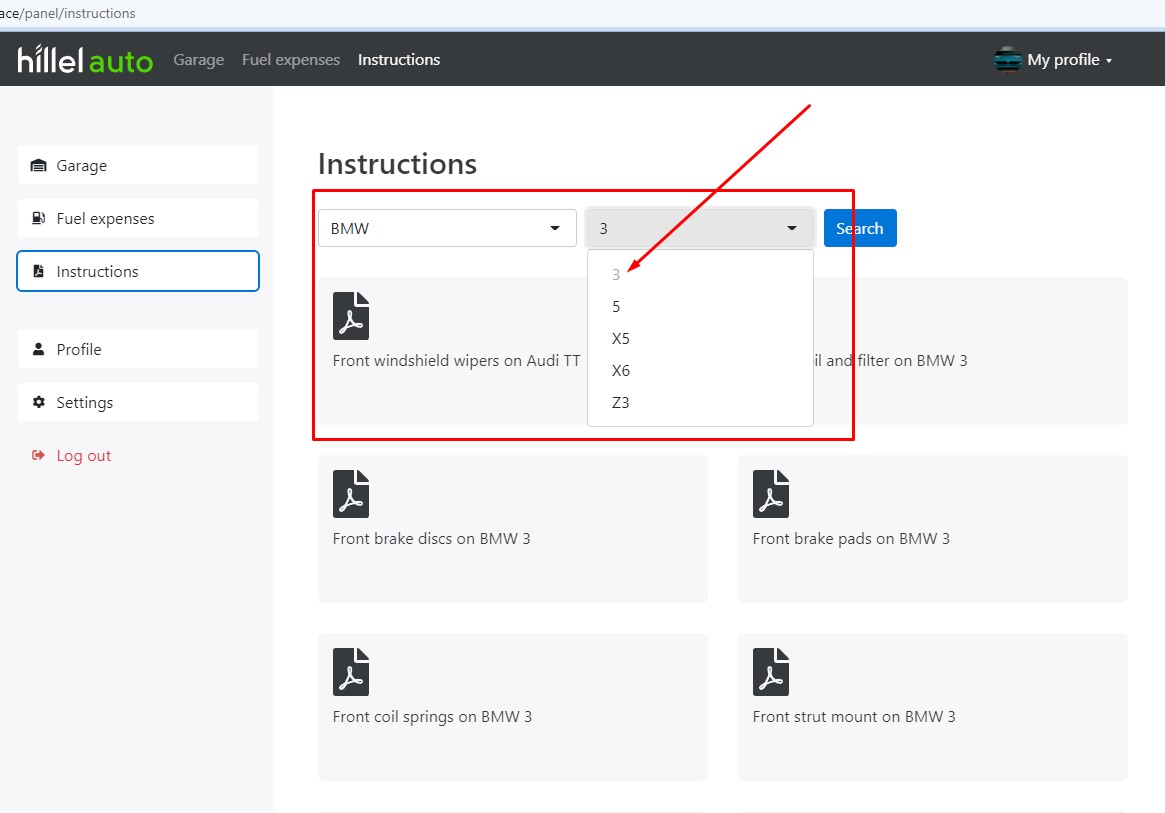 ace/panel/instructions
hillel auto Garage Fuel expenses Instructions My profile
Garage
Fuel expenses
Instructions
Profile
Settings
Log out
Instructions
BMW 3 Search
3
5
X5
X6
Z3
Front windshield wipers on Audi TT
il and filter on BMW 3
Front brake discs on BMW 3
Front brake pads on BMW 3
Front coil springs on BMW 3
Front strut mount on BMW 3